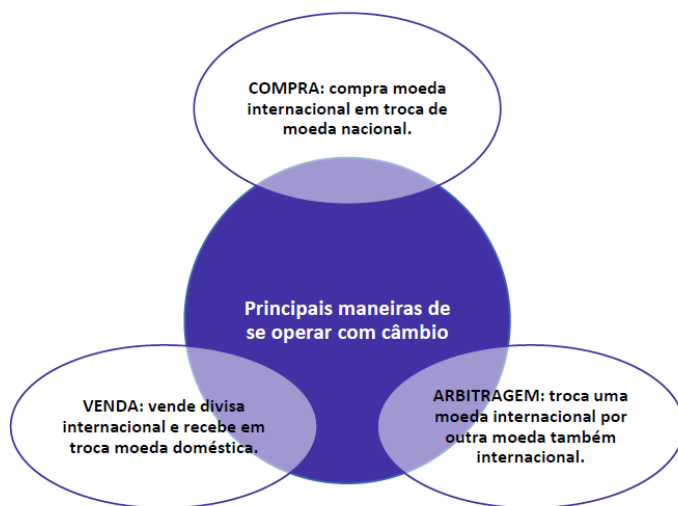 COMPRA: compra moeda
internacional em troca de
moeda nacional.
Principais maneiras de
se operar com câmbio
VENDA: vende divisa
internacional e recebe em
troca moeda doméstica.
ARBITRAGEM: troca uma
moeda internacional por
outra moeda também
internacional.